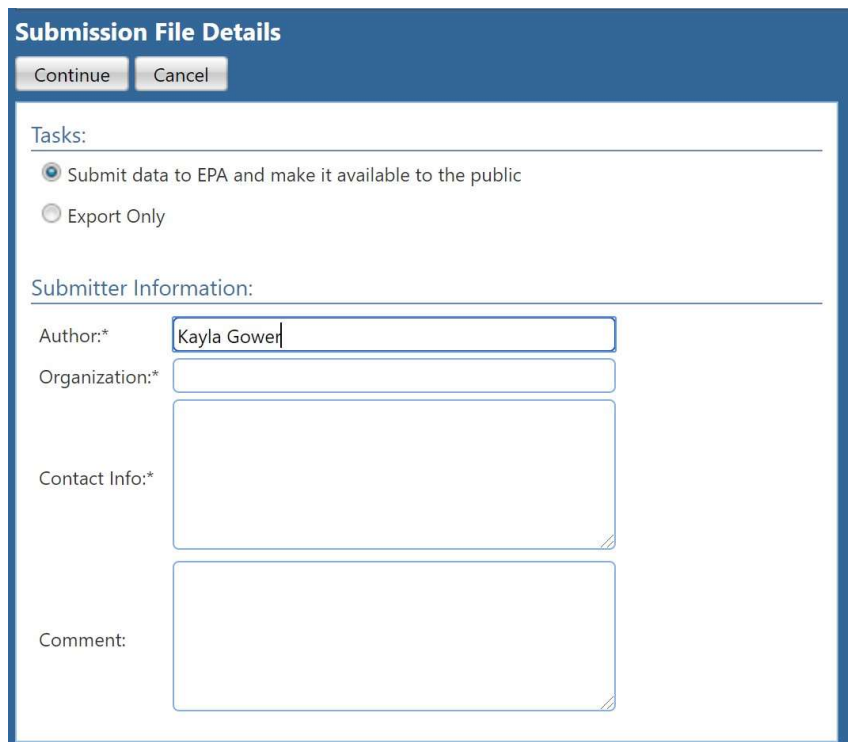 Submission File Details
Continue Cancel
Tasks:
Submit data to EPA and make it available to the public
Export Only
Submitter Information:
Author:* Kayla Gower
Organization:*
Contact Info:*
Comment: